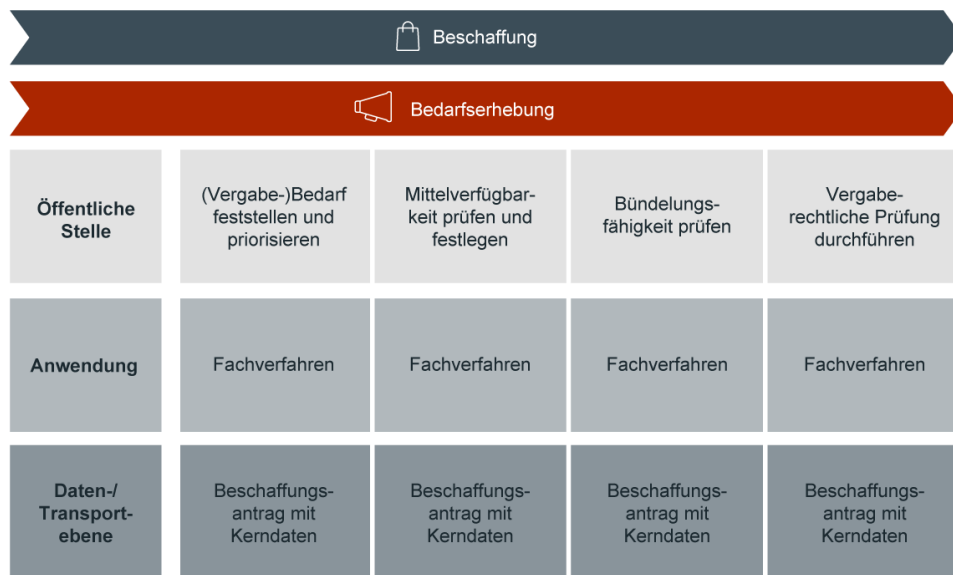 Beschaffung
Bedarfserhebung
Öffentliche
Stelle
(Vergabe-)Bedarf
feststellen und
priorisieren
Mittelverfügbar-
keit prüfen und
festlegen
Bündelungs-
fähigkeit prüfen
Vergabe-
rechtliche Prüfung
durchführen
Anwendung
Fachverfahren
Fachverfahren
Fachverfahren
Fachverfahren
Daten-/
Transport-
ebene
Beschaffungs-
antrag mit
Kerndaten
Beschaffungs-
antrag mit
Kerndaten
Beschaffungs-
antrag mit
Kerndaten
Beschaffungs-
antrag mit
Kerndaten